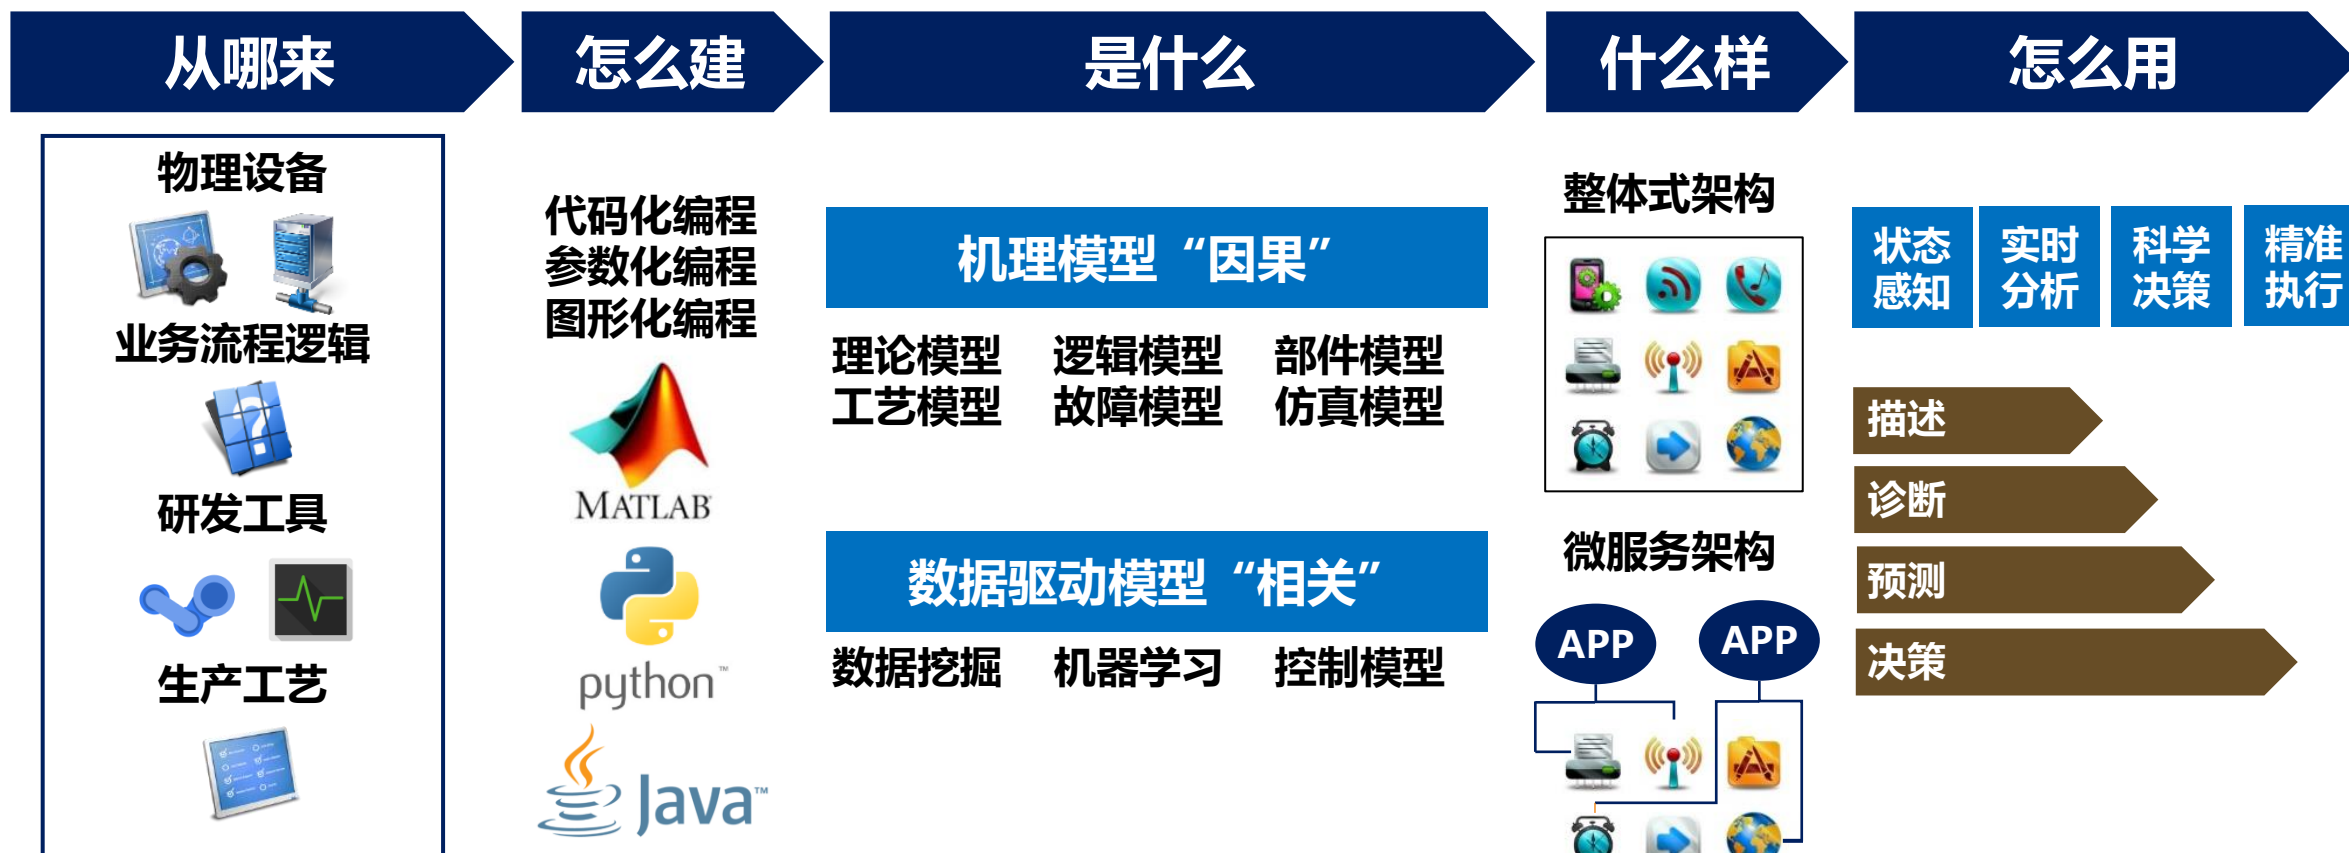 从哪来
怎么建
是什么
什么样
怎么用
物理设备
业务流程逻辑
研发工具
生产工艺
代码化编程
参数化编程
图形化编程
MATLAB
python™
Java™
机理模型“因果”
理论模型 逻辑模型 部件模型
工艺模型 故障模型 仿真模型
数据驱动模型“相关”
数据挖掘 机器学习 控制模型
整体式架构
微服务架构
APP
APP
状态
感知
实时
分析
科学
决策
精准
执行
描述
诊断
预测
决策